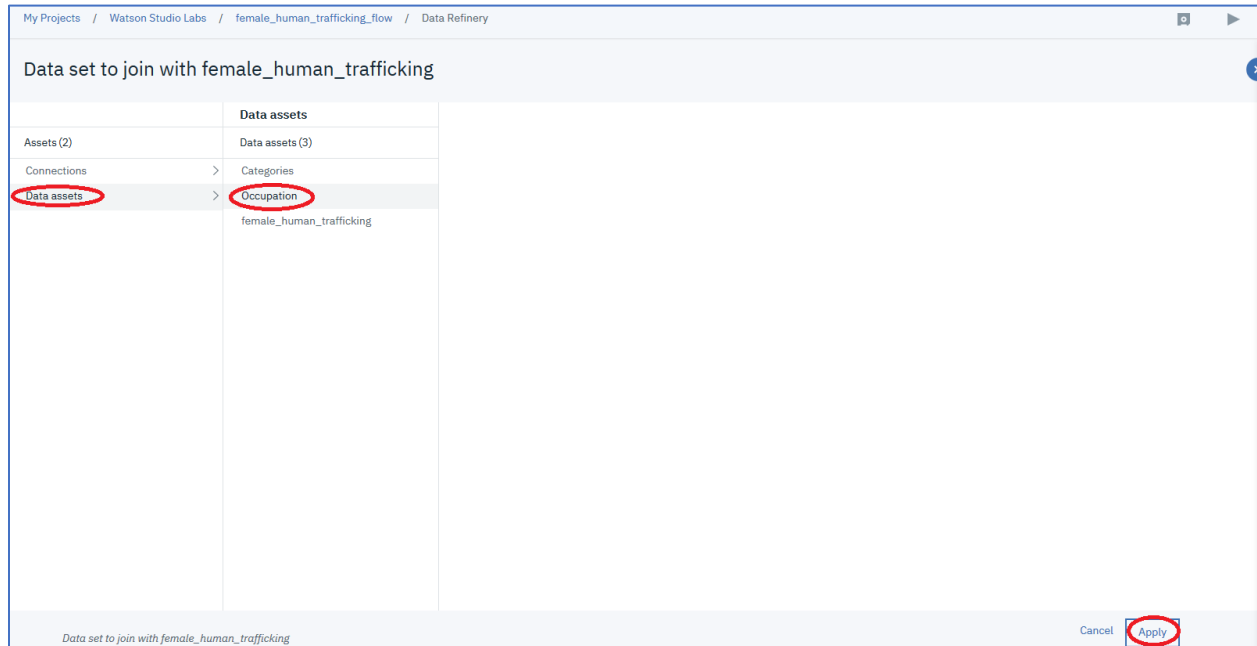 My Projects / Watson Studio Labs / female_human_trafficking_flow / Data Refinery
Data set to join with female_human_trafficking
Data assets
Assets (2)
Data assets (3)
Connections
Categories
Data assets
Occupation
female_human_trafficking
Data set to join with female_human_trafficking
Cancel
Apply